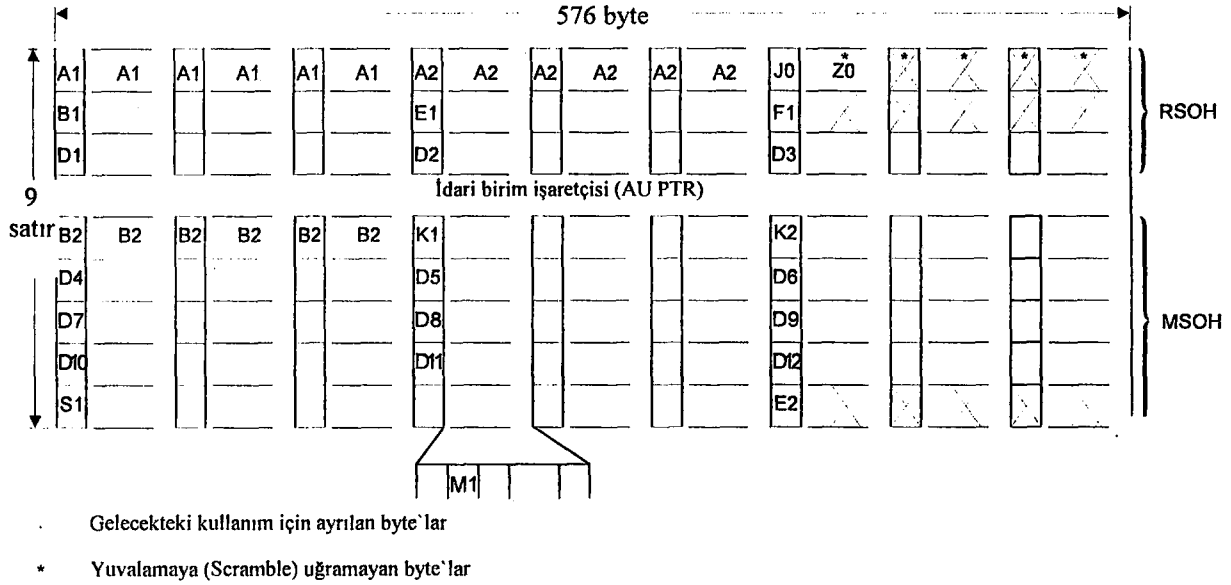 576 byte
A1 A1 A1 A1 A1 A1 A2 A2 A2 A2 A2 A2 J0 Z0* * * * *
B1 E1 F1
D1 D2 D3
RSOH
İdari birim işaretçisi (AU PTR)
9
satır
B2 B2 B2 B2 B2 B2 K1 K2
D4 D5 D6
D7 D8 D9
D10 D11 D12
S1 E2
MSOH
M1
. Gelecekteki kullanım için ayrılan byte`lar
* Yuvalamaya (Scramble) uğramayan byte`lar